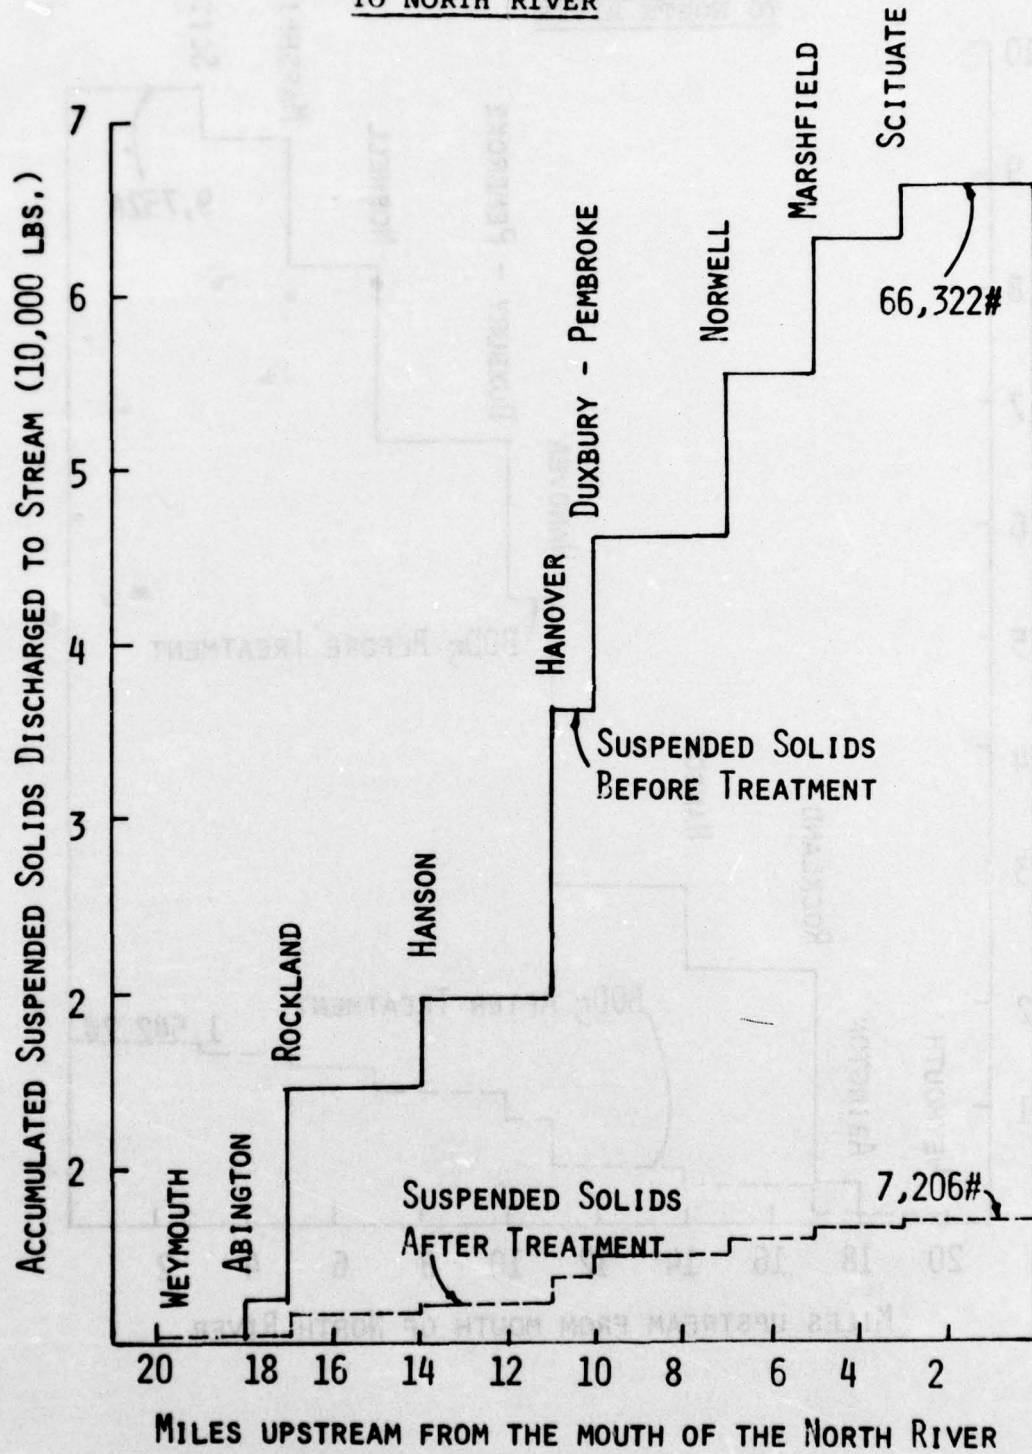 TO NORTH RIVER
ACCUMULATED SUSPENDED SOLIDS DISCHARGED TO STREAM (10,000 LBS.)
7
6
5
4
3
2
2
WEYMOUTH
ABINGTON
ROCKLAND
HANSON
HANOVER
DUXBURY - PEMBROKE
NORWELL
MARSHFIELD
SCITUATE
66,322#
SUSPENDED SOLIDS
BEFORE TREATMENT
SUSPENDED SOLIDS
AFTER TREATMENT
7,206#
20 18 16 14 12 10 8 6 4 2
MILES UPSTREAM FROM THE MOUTH OF THE NORTH RIVER